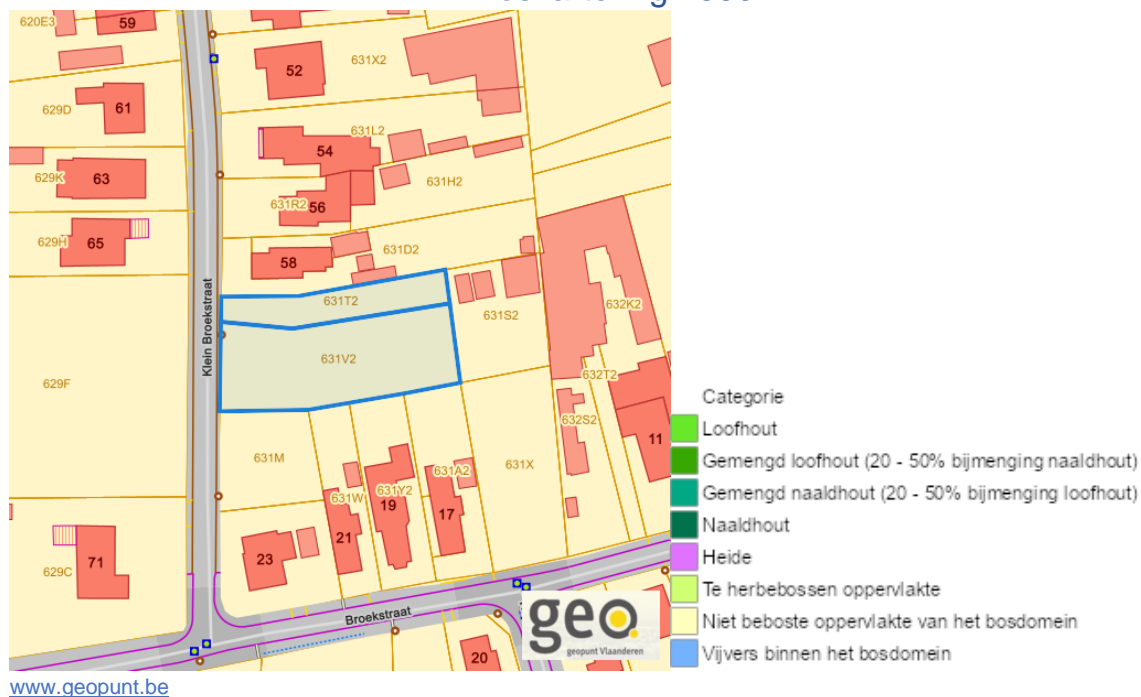 620E3
59
52
631X2
629D
61
631L2
54
629K
63
631H2
631R2
56
629H
65
631D2
58
631T2
631S2
632K2
Klein Broekstraat
631V2
629F
632T2
632S2
11
631M
631W
631Y2
631A2
631X
19
17
21
23
629C
71
Broekstraat
20
geo
geopunt Vlaanderen
Categorie
Loofhout
Gemengd loofhout (20 - 50% bijmenging naaldhout)
Gemengd naaldhout (20 - 50% bijmenging loofhout)
Naaldhout
Heide
Te herbebossen oppervlakte
Niet beboste oppervlakte van het bosdomein
Vijvers binnen het bosdomein
www.geopunt.be